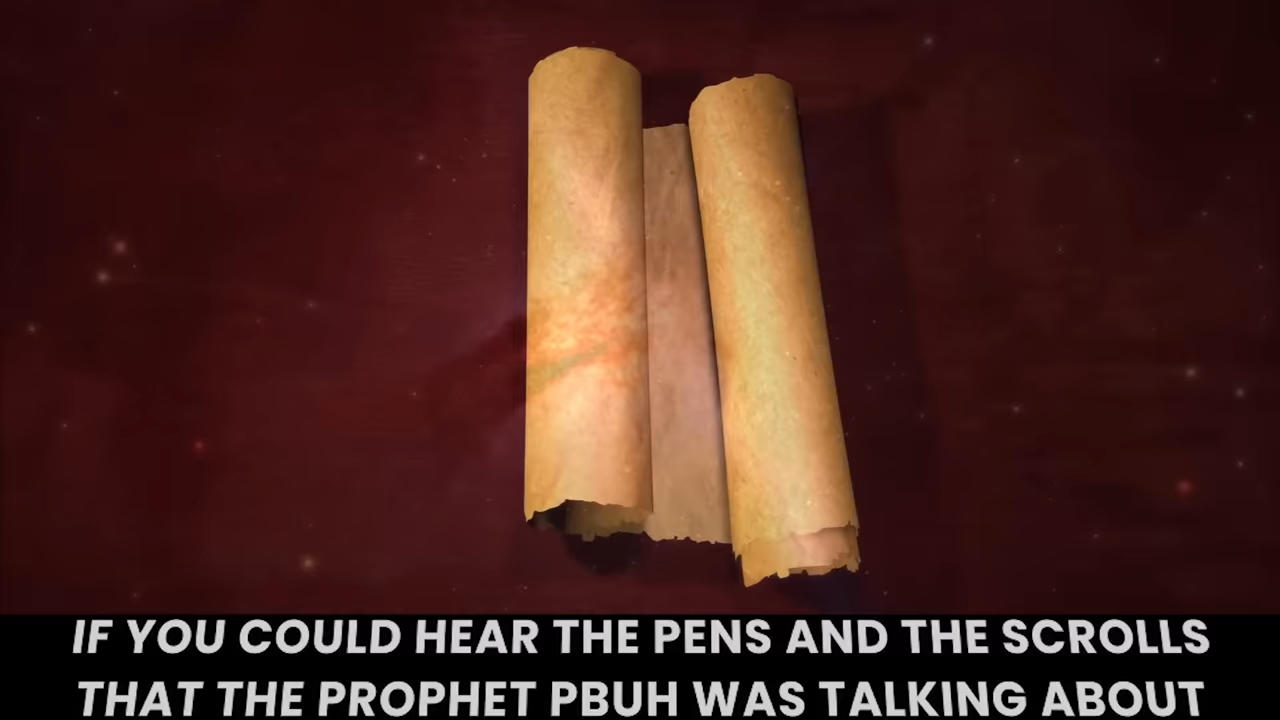 IF YOU COULD HEAR THE PENS AND THE SCROLLS
THAT THE PROPHET PBUH WAS TALKING ABOUT